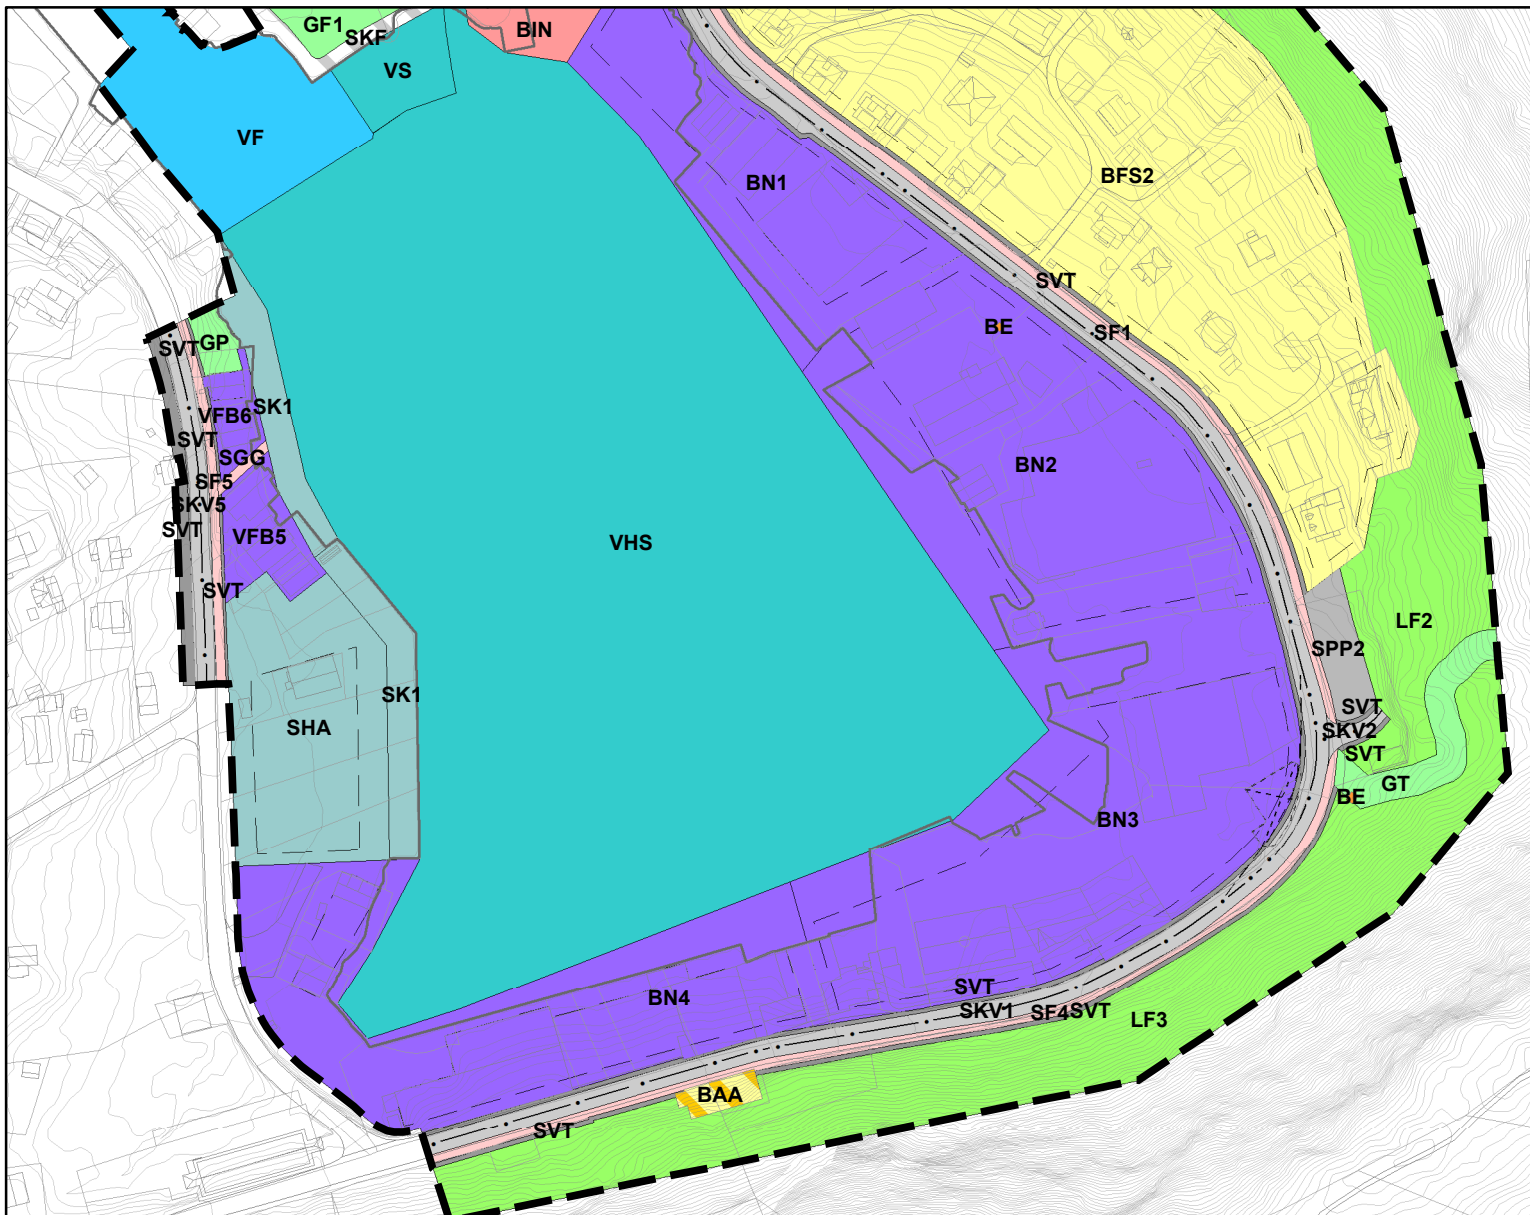 GF1
BIN
SKF
VS
VF
BFS2
BN1
SVT
BE
SF1
SVT
GP
SK1
VFB6
SVT
SGG
BN2
SF5
SKV5
SVT
VFB5
VHS
SVT
LF2
SPP2
SK1
SVT
SHA
SKV2
SVT
GT
BE
BN3
SVT
BN4
SKV1
SF4
SVT
LF3
BAA
SVT